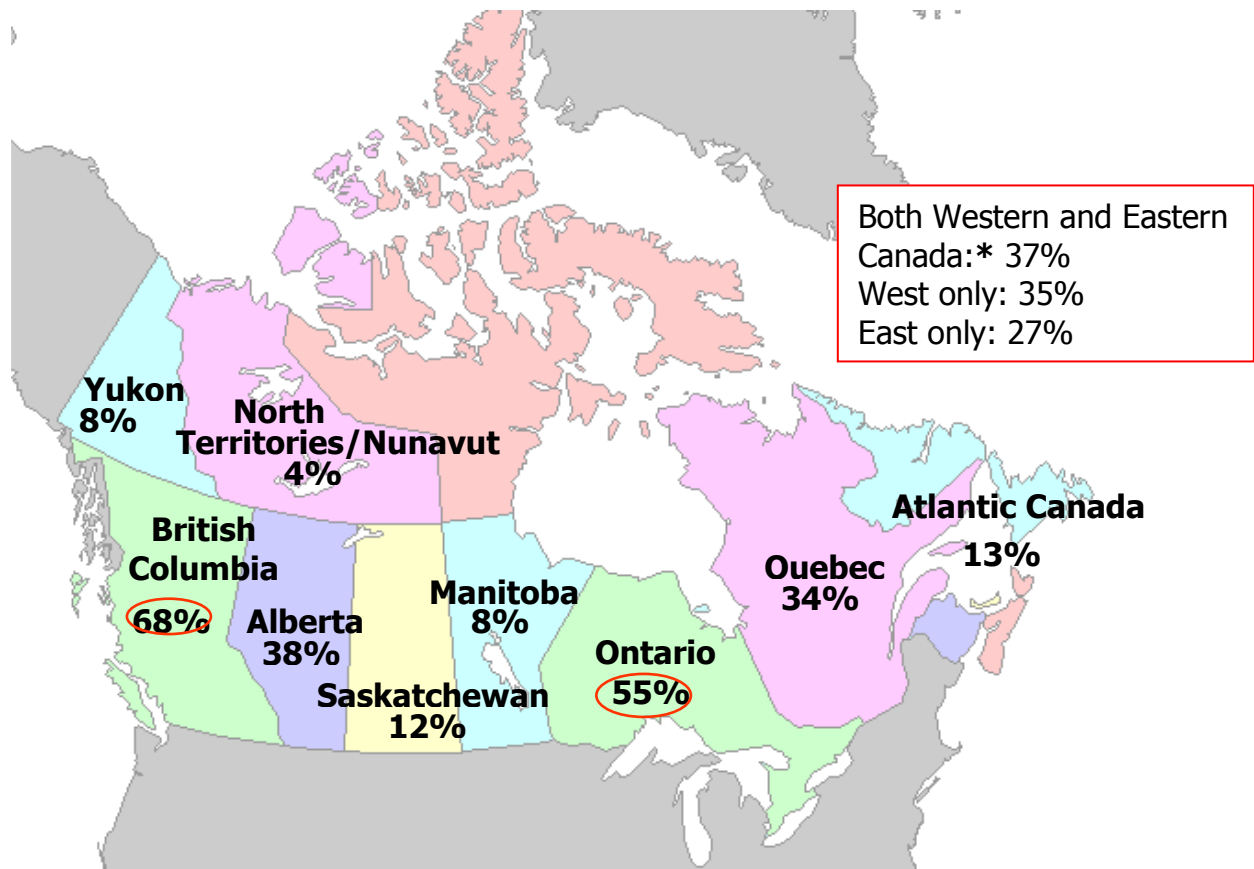 Both Western and Eastern
Canada:* 37%
West only: 35%
East only: 27%
Yukon
8%
North
Territories/Nunavut
4%
British
Columbia
68%
Alberta
38%
Saskatchewan
12%
Manitoba
8%
Ontario
55%
Quebec
34%
Atlantic Canada
13%